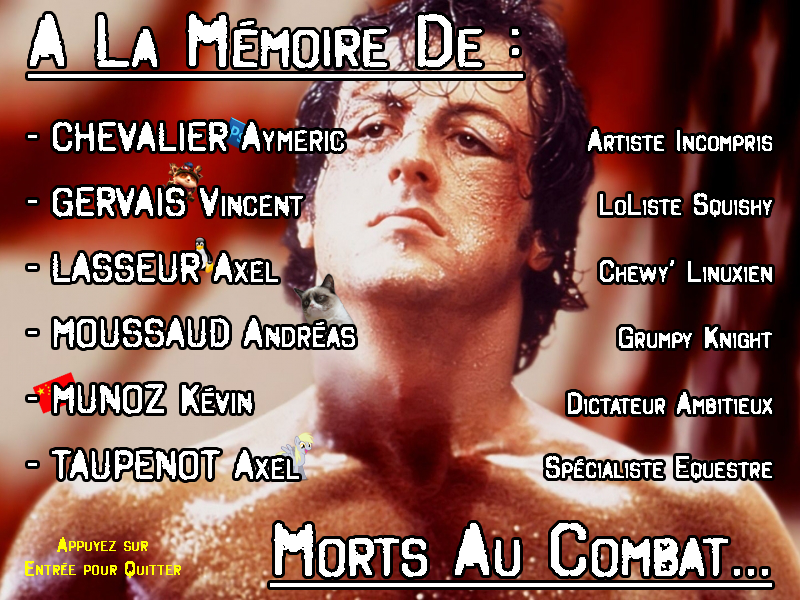 A La Mémoire De :
- CHEVALIER Aymeric Artiste Incompris
- GERVAIS Vincent LoListe Squishy
- LASSEUR Axel Chewy' Linuxien
- MOUSSAUD Andréas Grumpy Knight
- MUNOZ Kévin Dictateur Ambitieux
- TAUPENOT Axel Spécialiste Equestre
Appuyez sur
Entrée pour Quitter
Morts Au Combat...